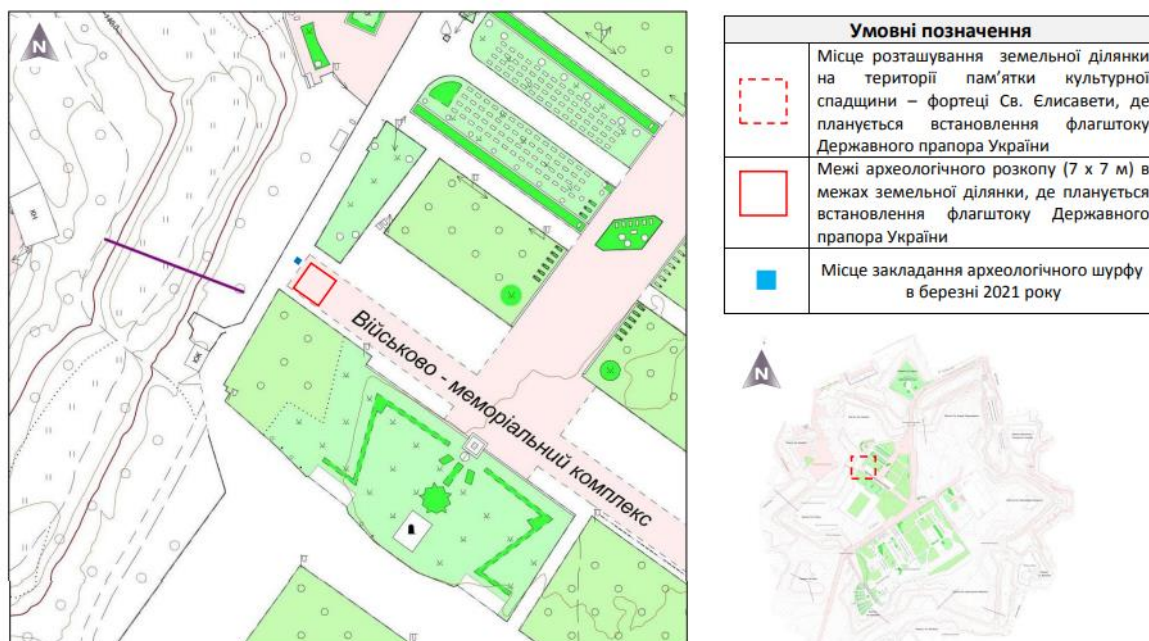 N
КН
КЖ
Військово - меморіальний комплекс
Умовні позначення
Місце розташування земельної ділянки
на території пам’ятки культурної
спадщини – фортеці Св. Єлисавети, де
планується встановлення флагштоку
Державного прапора України
Межі археологічного розкопу (7 х 7 м) в
межах земельної ділянки, де планується
встановлення флагштоку Державного
прапора України
Місце закладання археологічного шурфу
в березні 2021 року
N